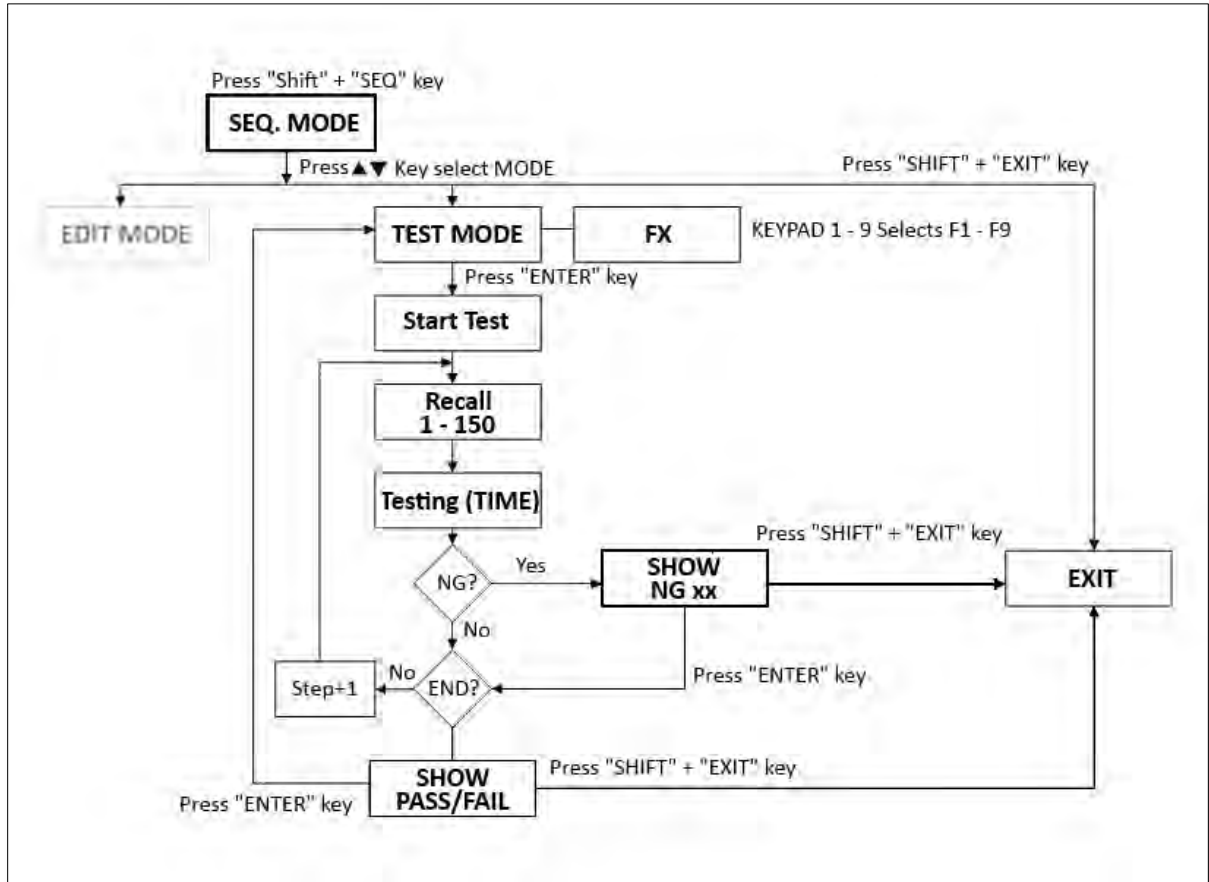 Press "Shift" + "SEQ" key
SEQ. MODE
Press▲▼ Key select MODE
Press "SHIFT" + "EXIT" key
EDIT MODE
TEST MODE
FX
KEYPAD 1 - 9 Selects F1 - F9
Press "ENTER" key
Start Test
Recall
1 - 150
Testing (TIME)
NG?
Yes
SHOW
NG xx
Press "SHIFT" + "EXIT" key
EXIT
No
Press "ENTER" key
END?
No
Step+1
SHOW
PASS/FAIL
Press "SHIFT" + "EXIT" key
Press "ENTER" key